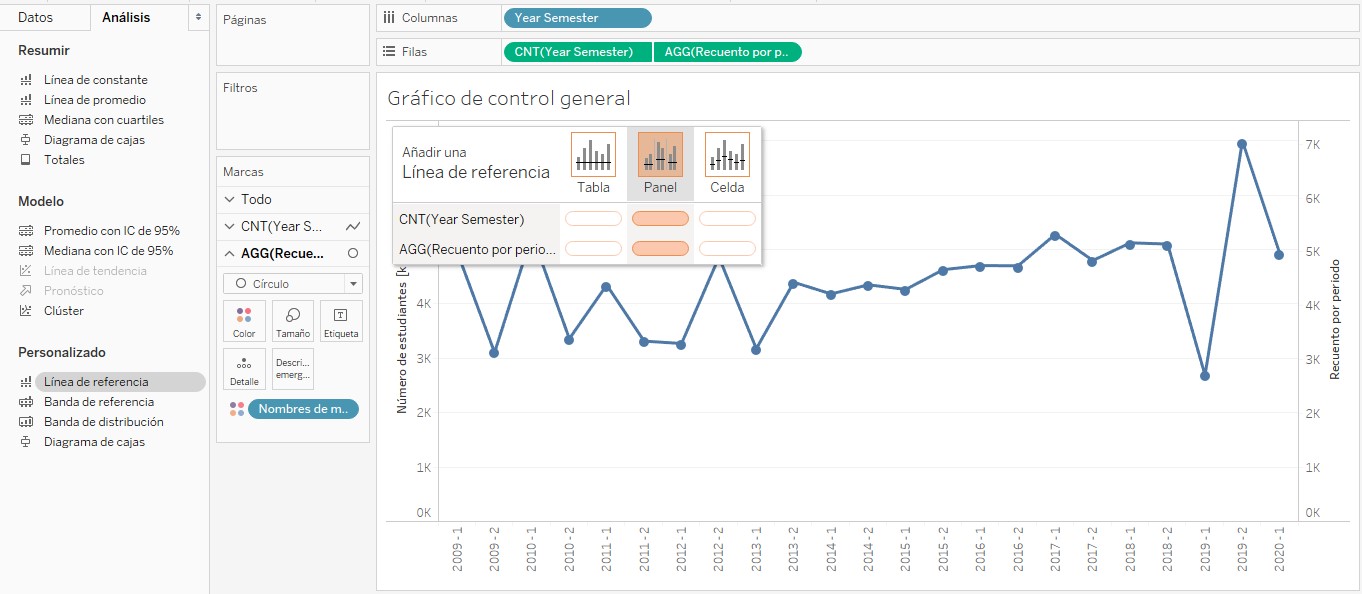 Datos
Análisis
Resumir
Línea de constante
Línea de promedio
Mediana con cuartiles
Diagrama de cajas
Totales
Modelo
Promedio con IC de 95%
Mediana con IC de 95%
Línea de tendencia
Pronóstico
Clúster
Personalizado
Línea de referencia
Banda de referencia
Banda de distribución
Diagrama de cajas
Páginas
Filtros
Marcas
Todo
CNT(Year S...
AGG(Recue...
Círculo
Color
Tamaño
Etiqueta
Detalle
Descri...
emerg...
Nombres de m..
Columnas
Year Semester
Filas
CNT(Year Semester)
AGG(Recuento por p..
Gráfico de control general
Añadir una
Línea de referencia
Tabla
Panel
Celda
CNT(Year Semester)
AGG(Recuento por perio...
Número de estudiantes [k
4K
3K
2K
1K
0K
7K
6K
5K
4K
3K
2K
1K
0K
Recuento por periodo
2009 - 1
2009 - 2
2010 - 1
2010 - 2
2011 - 1
2011 - 2
2012 - 1
2012 - 2
2013 - 1
2013 - 2
2014 - 1
2014 - 2
2015 - 1
2015 - 2
2016 - 1
2016 - 2
2017 - 1
2017 - 2
2018 - 1
2018 - 2
2019 - 1
2019 - 2
2020 - 1